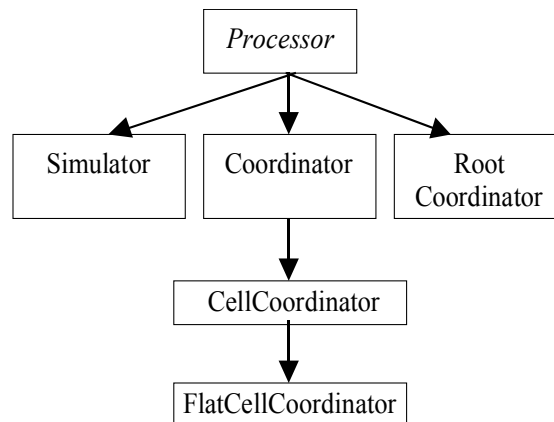 Processor
Simulator
Coordinator
Root
Coordinator
CellCoordinator
FlatCellCoordinator